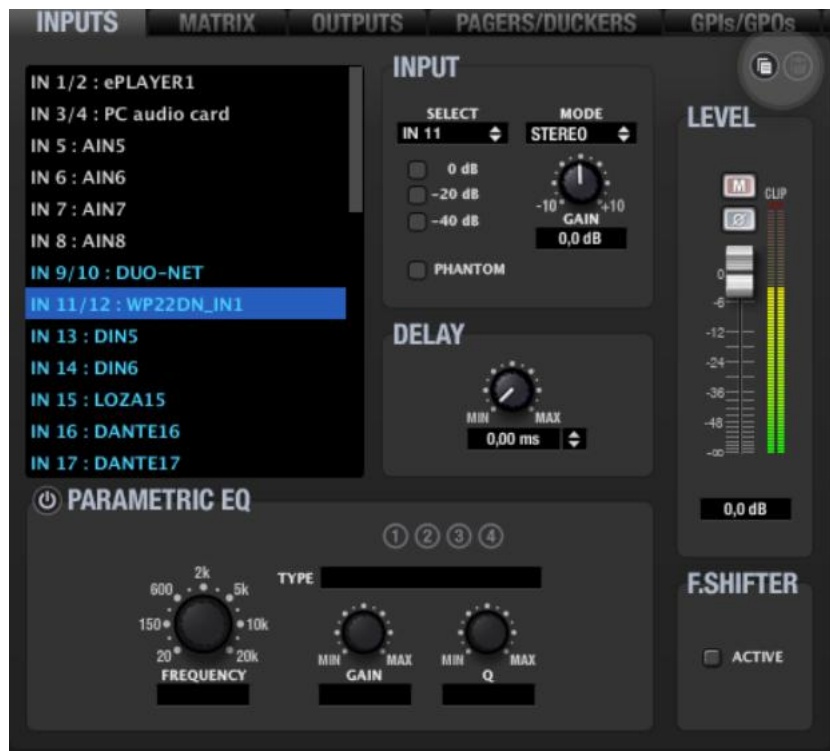 INPUTS MATRIX OUTPUTS PAGERS/DUCKERS GPIs/GPOs
IN 1/2 : ePLAYER1
IN 3/4 : PC audio card
IN 5 : AIN5
IN 6 : AIN6
IN 7 : AIN7
IN 8 : AIN8
IN 9/10 : DUO-NET
IN 11/12 : WP22DN_IN1
IN 13 : DIN5
IN 14 : DIN6
IN 15 : LOZA15
IN 16 : DANTE16
IN 17 : DANTE17
INPUT
SELECT MODE
IN 11 STEREO
0 dB
-20 dB
-40 dB
-10 +10
GAIN
0,0 dB
PHANTOM
DELAY
MIN MAX
0,00 ms
LEVEL
M CLIP
Ø
0
-6
-12
-24
-36
-48
-∞
0,0 dB
PARAMETRIC EQ
1 2 3 4
TYPE
2k
600 5k
150 10k
20 20k
FREQUENCY
MIN MAX
GAIN
MIN MAX
Q
F.SHIFTER
ACTIVE